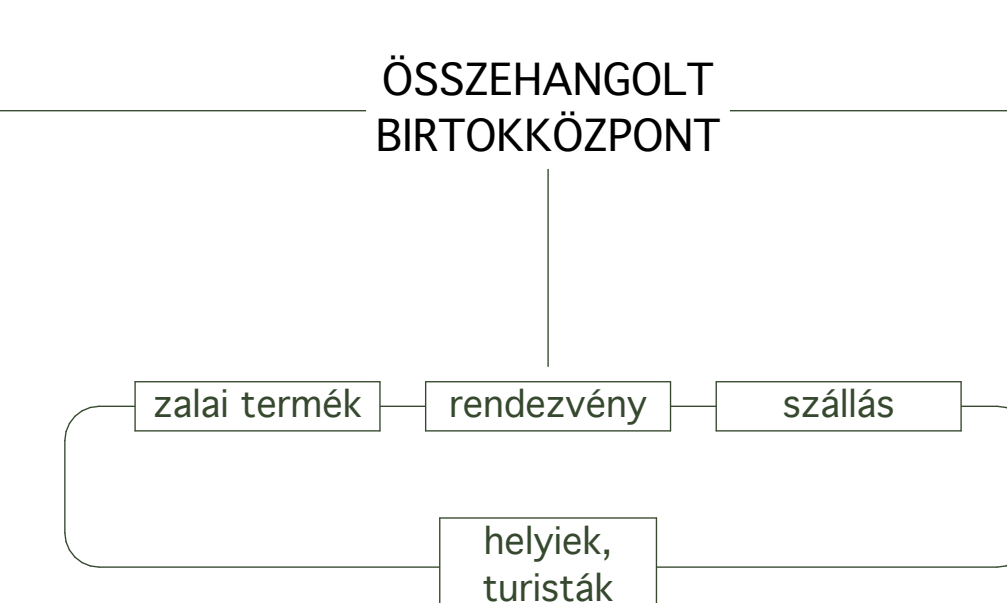 ÖSSZEHANGOLT
BIRTOKKÖZPONT
zalai termék
rendezvény
szállás
helyiek,
turisták